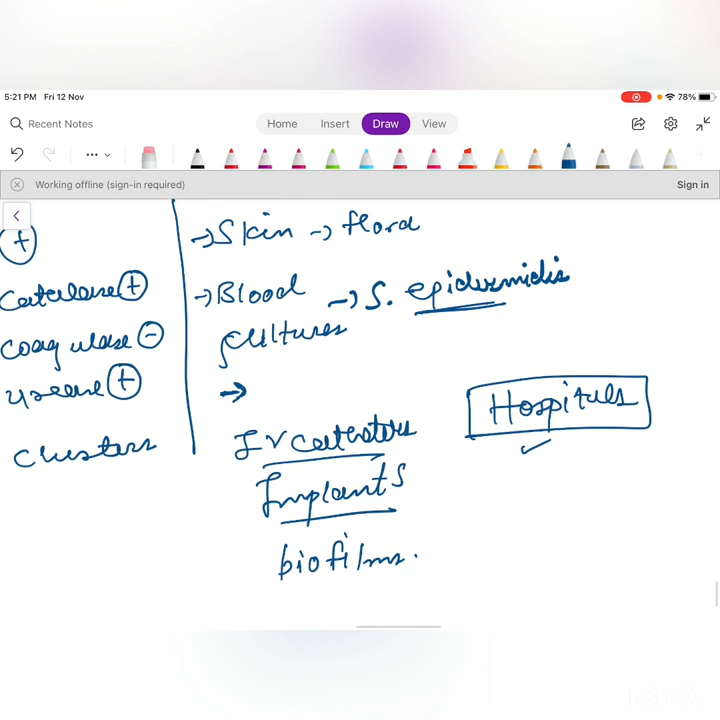 5:21 PM Fri 12 Nov
78%
Recent Notes
Home Insert Draw View
Working offline (sign-in required)
Sign in
+
Catalase +
Coagulase -
urease +
Clusters
→ Skin → flora
→ Blood → S. epidermidis
cultures
→
IV catheters
Implants
biofilms.
Hospitals